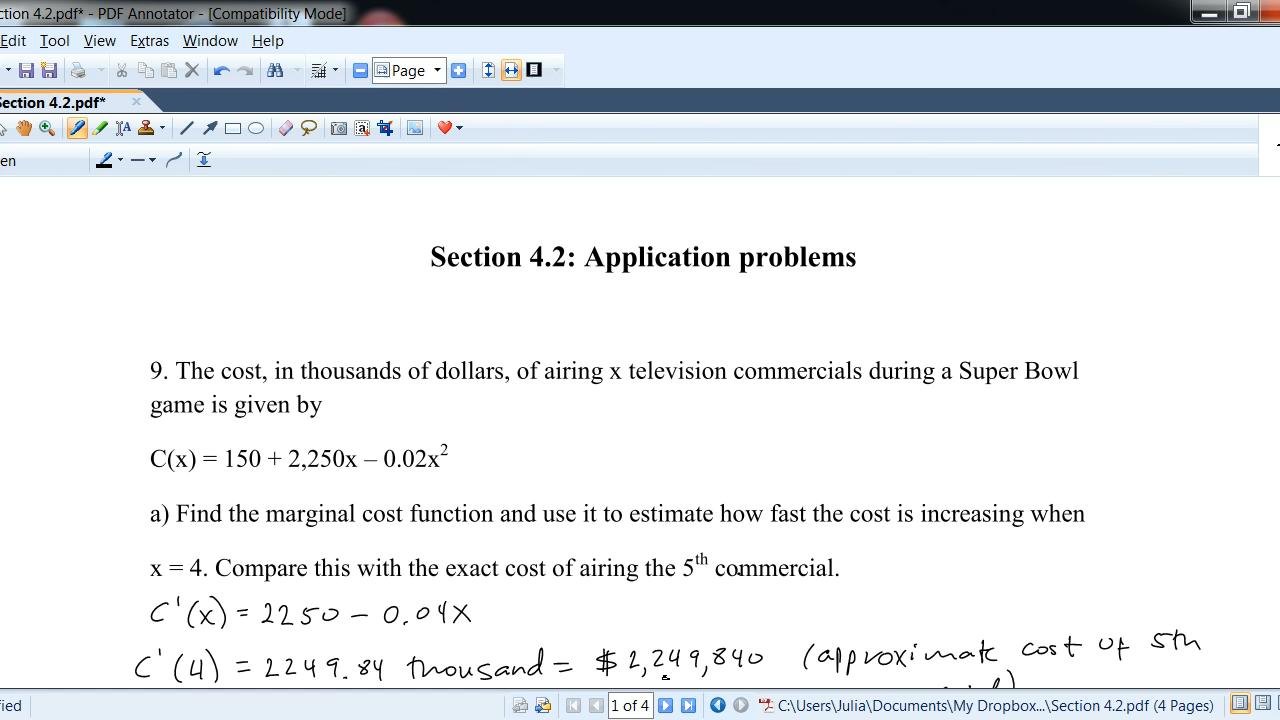 ction 4.2.pdf* - PDF Annotator - [Compatibility Mode]
Edit Tool View Extras Window Help
Page
Section 4.2.pdf*
en
Section 4.2: Application problems
9. The cost, in thousands of dollars, of airing x television commercials during a Super Bowl
game is given by
C(x) = 150 + 2,250x – 0.02x²
a) Find the marginal cost function and use it to estimate how fast the cost is increasing when
x = 4. Compare this with the exact cost of airing the 5th commercial.
C'(x) = 2250 – 0.04x
C'(4) = 2249.84 thousand = $2,249,840 (approximate cost of 5th
fied
1 of 4
C:\Users\Julia\Documents\My Dropbox...\Section 4.2.pdf (4 Pages)